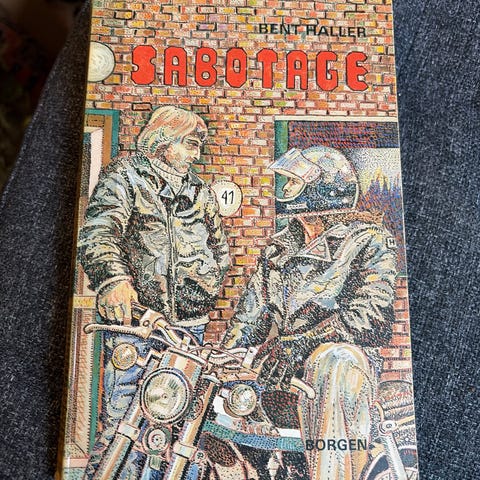 BENT HALLER
SABOTAGE
41
BORGEN